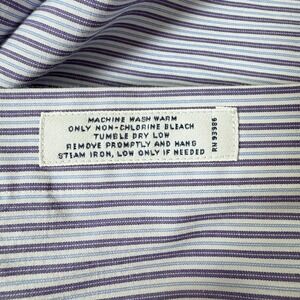 MACHINE WASH WARM
ONLY NON-CHLORINE BLEACH
TUMBLE DRY LOW
REMOVE PROMPTLY AND HANG
STEAM IRON, LOW ONLY IF NEEDED
RN 93986